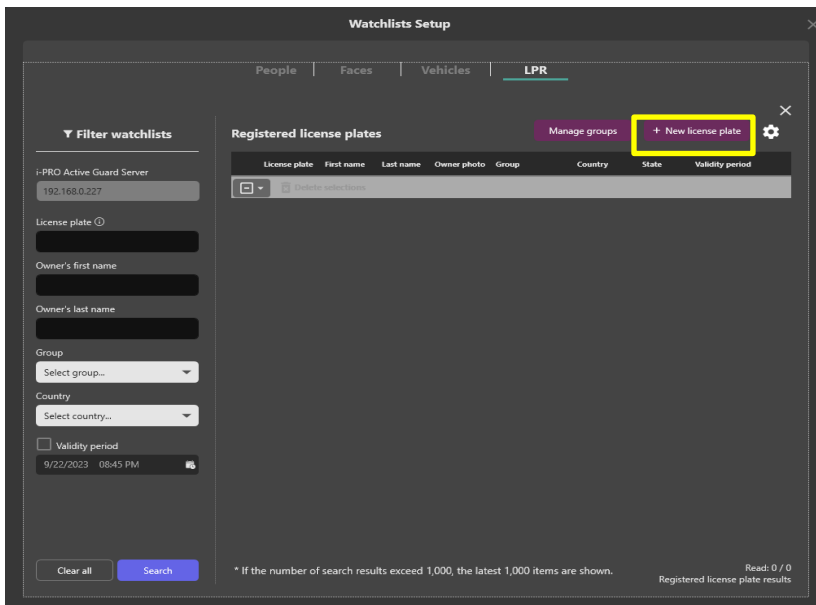 Watchlists Setup
People
Faces
Vehicles
LPR
Filter watchlists
Registered license plates
Manage groups
+ New license plate
License plate First name Last name Owner photo Group Country State Validity period
Delete selections
i-PRO Active Guard Server
192.168.0.227
License plate
Owner's first name
Owner's last name
Group
Select group...
Country
Select country...
Validity period
9/22/2023 08:45 PM
Clear all
Search
* If the number of search results exceed 1,000, the latest 1,000 items are shown.
Read: 0 / 0
Registered license plate results